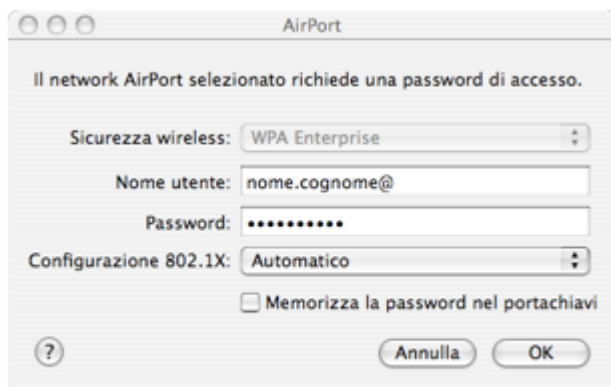 AirPort
Il network AirPort selezionato richiede una password di accesso.
Sicurezza wireless: WPA Enterprise
Nome utente: nome.cognome@
Password: ••••••••••
Configurazione 802.1X: Automatico
Memorizza la password nel portachiavi
? Annulla OK